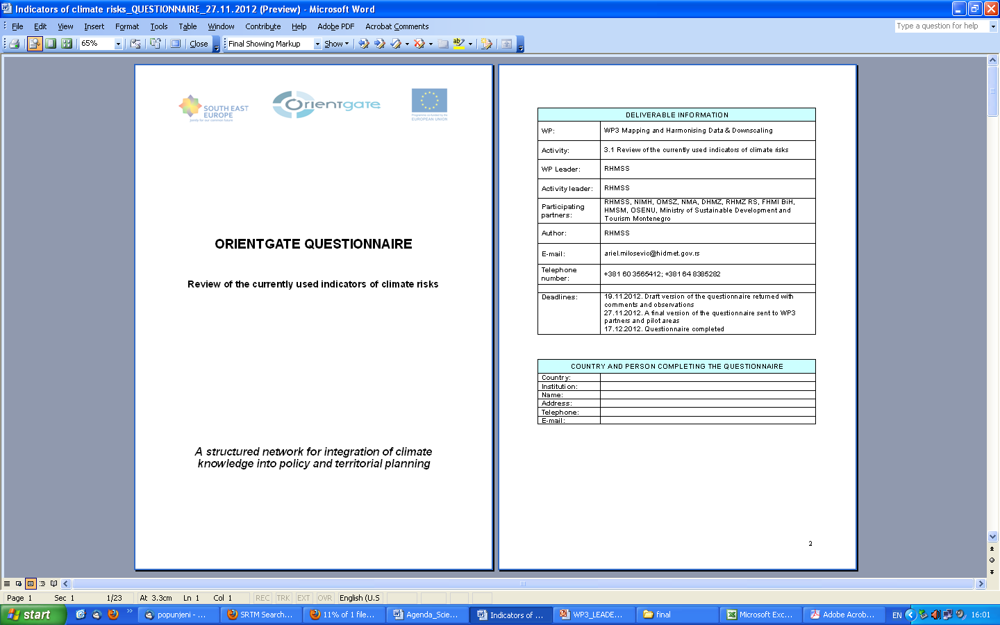 Indicators of climate risks_QUESTIONNAIRE_27.11.2012 (Preview) - Microsoft Word
File Edit View Insert Format Tools Table Window Contribute Help Adobe PDF Acrobat Comments
Type a question for help
65% Close Final Showing Markup Show
SOUTH EAST
EUROPE
Jointly for our common future
Orientgate
Programme co-funded by the
EUROPEAN UNION
ORIENTGATE QUESTIONNAIRE
Review of the currently used indicators of climate risks
A structured network for integration of climate
knowledge into policy and territorial planning
DELIVERABLE INFORMATION
WP: WP3 Mapping and Harmonising Data & Downscaling
Activity: 3.1 Review of the currently used indicators of climate risks
WP Leader: RHMSS
Activity leader: RHMSS
Participating partners: RHMSS, NIMH, OMSZ, NMA, DHMZ, RHMZ RS, FHMI BiH,
HMSM, OSENU, Ministry of Sustainable Development and
Tourism Montenegro
Author: RHMSS
E-mail: ariel.milosevic@hidmet.gov.rs
Telephone number: +381 60 3565412; +381 64 8385282
Deadlines: 19.11.2012. Draft version of the questionnaire returned with
comments and observations
27.11.2012. A final version of the questionnaire sent to WP3
partners and pilot areas
17.12.2012. Questionnaire completed
COUNTRY AND PERSON COMPLETING THE QUESTIONNAIRE
Country:
Institution:
Name:
Address:
Telephone:
E-mail:
2
Page 1 Sec 1 1/23 At 3.3cm Ln 1 Col 1 REC TRK EXT OVR English (U.S
start popunjeni - ... SRTM Search... 11% of 1 file... Agenda_Scie... Indicators of ... WP3_LEADE... final Microsoft Exc... Adobe Acrob... EN 16:01